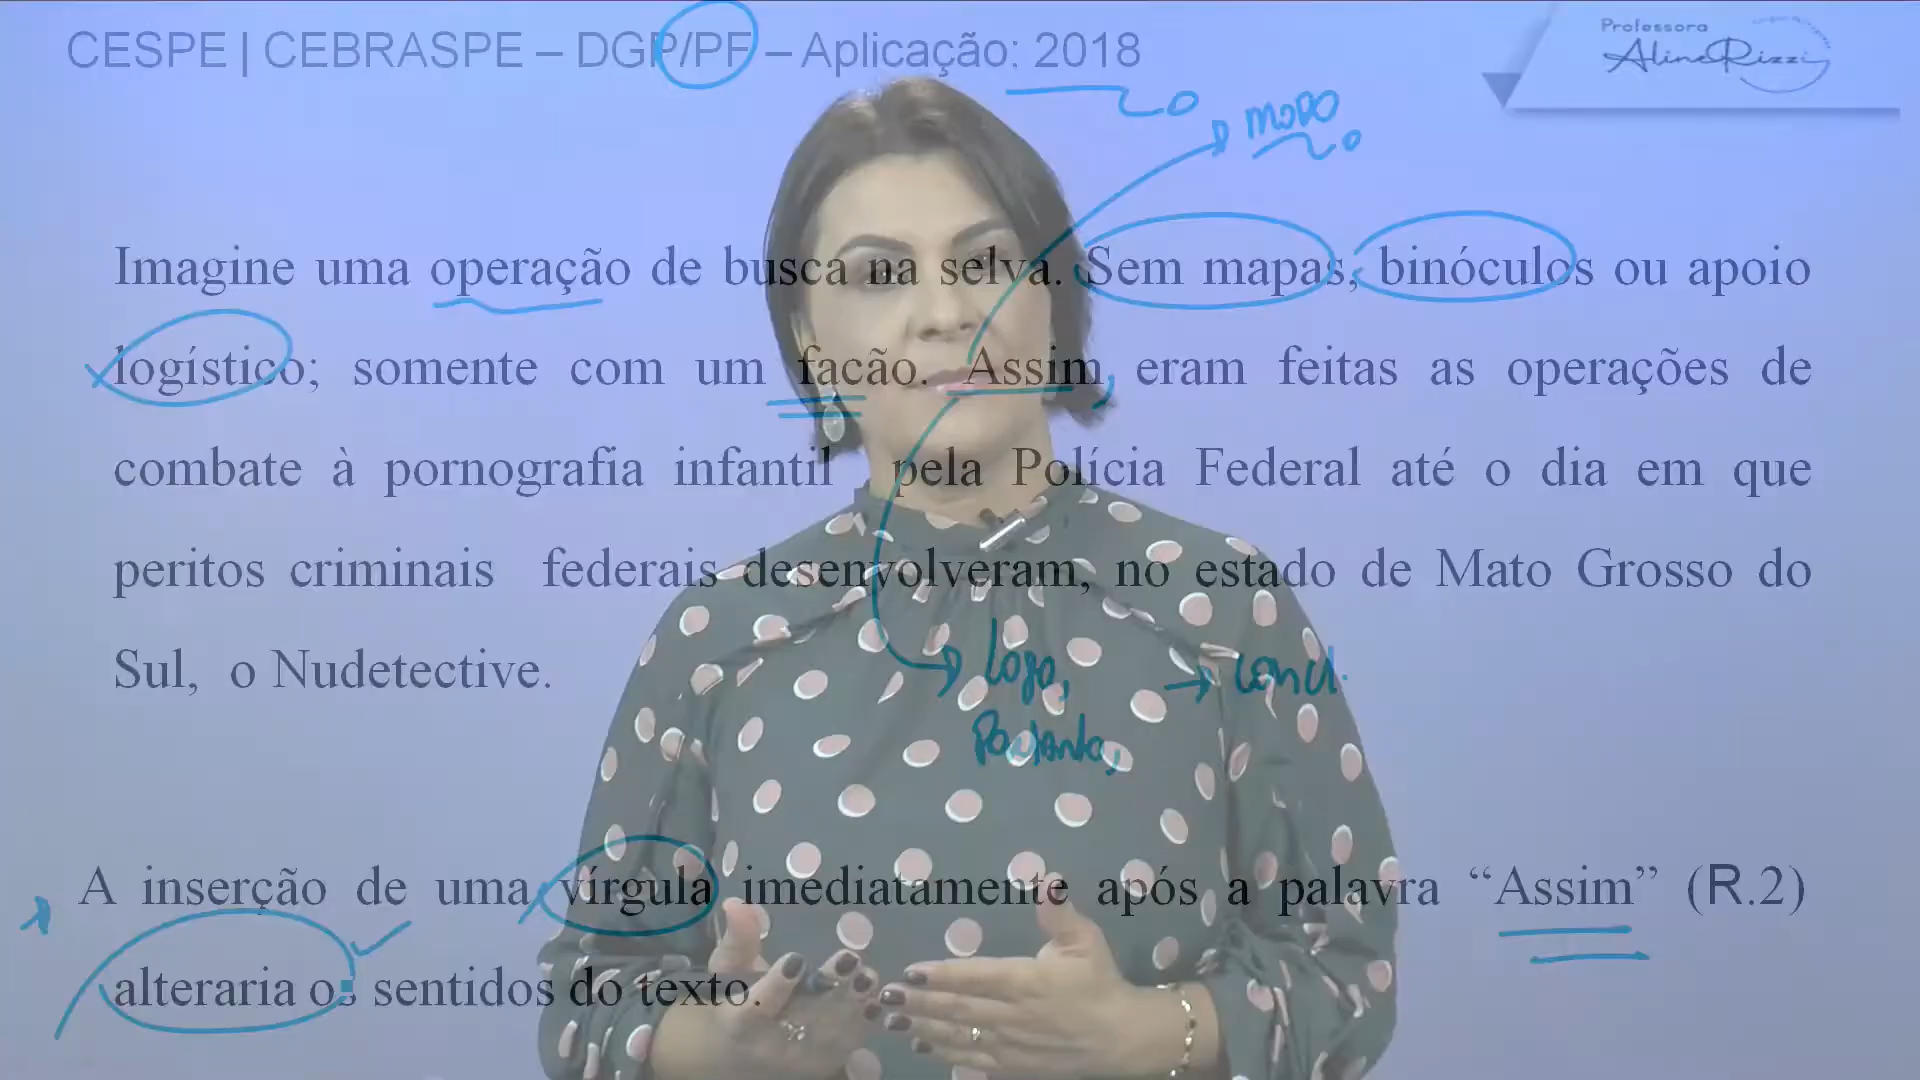 CESPE | CEBRASPE – DGP/PF – Aplicação: 2018
Professora
Aline Rizzi
modo
Imagine uma operação de busca na selva. Sem mapas, binóculos ou apoio
logístico; somente com um facão. Assim, eram feitas as operações de
combate à pornografia infantil pela Polícia Federal até o dia em que
peritos criminais federais desenvolveram, no estado de Mato Grosso do
Sul, o Nudetective.
Logo, → concl.
Portanto,
A inserção de uma vírgula imediatamente após a palavra “Assim” (R.2)
alteraria os sentidos do texto.